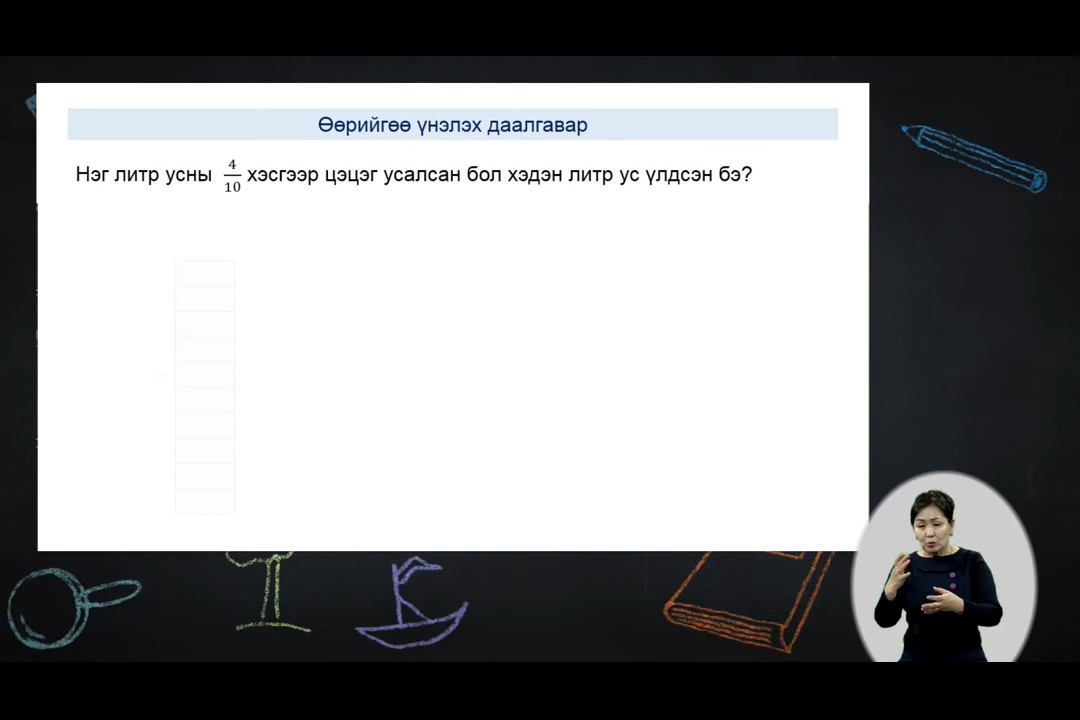 Өөрийгөө үнэлэх даалгавар
Нэг литр усны 4/10 хэсгээр цэцэг усалсан бол хэдэн литр ус үлдсэн бэ?